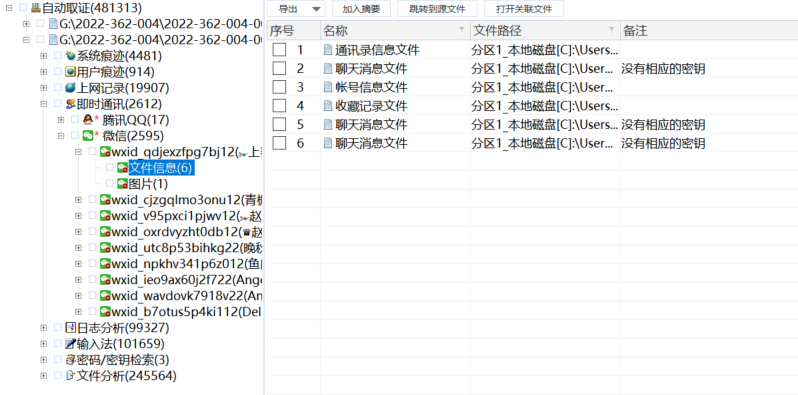 自动取证(481313)
G:\2022-362-004\2022-362-004-00
G:\2022-362-004\2022-362-004-00
系统痕迹(4481)
用户痕迹(914)
上网记录(19907)
即时通讯(2612)
腾讯QQ(17)
微信(2595)
wxid_qdjexzfpg7bj12(上
文件信息(6)
图片(1)
wxid_cjzgqlmo3onu12(青
wxid_v95pxci1pjwv12(赵
wxid_oxrdvyzht0db12(♛赵
wxid_utc8p53bihkg22(晚
wxid_npkhv341p6z012(鱼
wxid_ieo9ax60j2f722(Ange
wxid_wavdovk7918v22(An
wxid_b7otus5p4ki112(Del
日志分析(99327)
输入法(101659)
密码/密钥检索(3)
文件分析(245564)
导出 加入摘要 跳转到源文件 打开关联文件
序号 名称 文件路径 备注
1 通讯录信息文件 分区1_本地磁盘[C]:\Users...
2 聊天消息文件 分区1_本地磁盘[C]:\User... 没有相应的密钥
3 帐号信息文件 分区1_本地磁盘[C]:\User...
4 收藏记录文件 分区1_本地磁盘[C]:\Users...
5 聊天消息文件 分区1_本地磁盘[C]:\User... 没有相应的密钥
6 聊天消息文件 分区1_本地磁盘[C]:\User... 没有相应的密钥